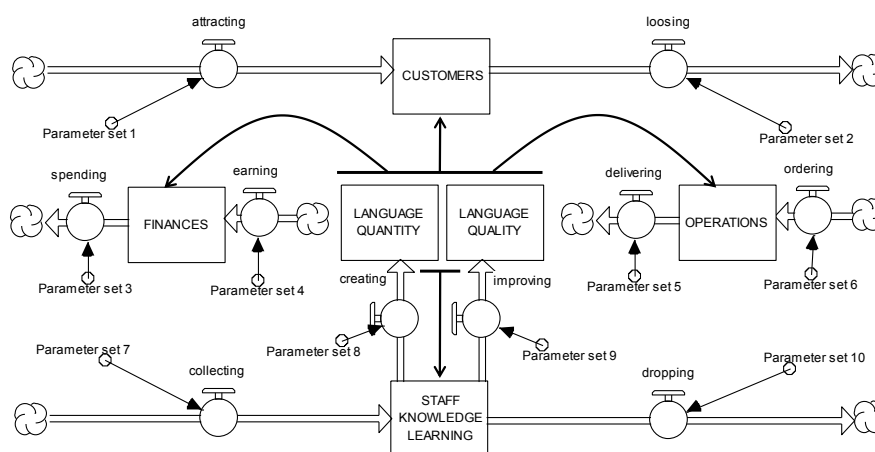 attracting
loosing
CUSTOMERS
Parameter set 1
Parameter set 2
spending
earning
delivering
ordering
FINANCES
LANGUAGE
QUANTITY
LANGUAGE
QUALITY
OPERATIONS
creating
improving
Parameter set 3
Parameter set 4
Parameter set 5
Parameter set 6
Parameter set 7
Parameter set 8
Parameter set 9
Parameter set 10
collecting
dropping
STAFF
KNOWLEDGE
LEARNING